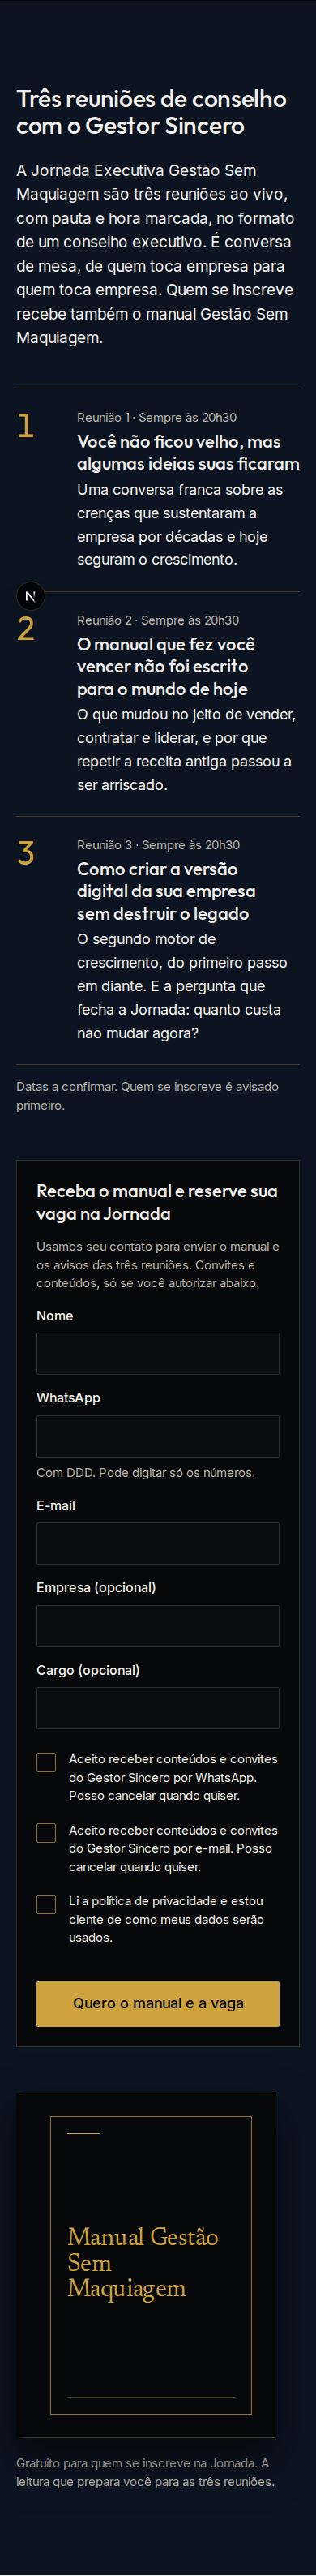 Três reuniões de conselho
com o Gestor Sincero
A Jornada Executiva Gestão Sem
Maquiagem são três reuniões ao vivo,
com pauta e hora marcada, no formato
de um conselho executivo. É conversa
de mesa, de quem toca empresa para
quem toca empresa. Quem se inscreve
recebe também o manual Gestão Sem
Maquiagem.
1
Reunião 1 · Sempre às 20h30
Você não ficou velho, mas
algumas ideias suas ficaram
Uma conversa franca sobre as
crenças que sustentaram a
empresa por décadas e hoje
seguram o crescimento.
N
2
Reunião 2 · Sempre às 20h30
O manual que fez você
vencer não foi escrito
para o mundo de hoje
O que mudou no jeito de vender,
contratar e liderar, e por que
repetir a receita antiga passou a
ser arriscado.
3
Reunião 3 · Sempre às 20h30
Como criar a versão
digital da sua empresa
sem destruir o legado
O segundo motor de
crescimento, do primeiro passo
em diante. E a pergunta que
fecha a Jornada: quanto custa
não mudar agora?
Datas a confirmar. Quem se inscreve é avisado
primeiro.
Receba o manual e reserve sua
vaga na Jornada
Usamos seu contato para enviar o manual e
os avisos das três reuniões. Convites e
conteúdos, só se você autorizar abaixo.
Nome
WhatsApp
Com DDD. Pode digitar só os números.
E-mail
Empresa (opcional)
Cargo (opcional)
Aceito receber conteúdos e convites
do Gestor Sincero por WhatsApp.
Posso cancelar quando quiser.
Aceito receber conteúdos e convites
do Gestor Sincero por e-mail. Posso
cancelar quando quiser.
Li a política de privacidade e estou
ciente de como meus dados serão
usados.
Quero o manual e a vaga
Manual Gestão
Sem
Maquiagem
Gratuito para quem se inscreve na Jornada. A
leitura que prepara você para as três reuniões.